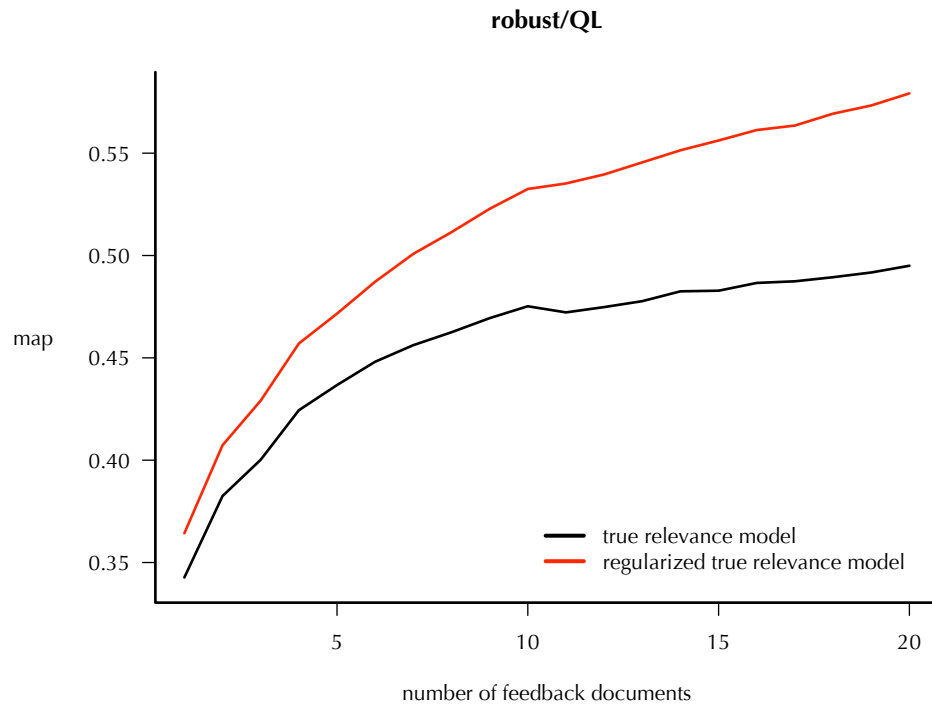 robust/QL
0.55
0.50
0.45
0.40
0.35
map
true relevance model
regularized true relevance model
5 10 15 20
number of feedback documents